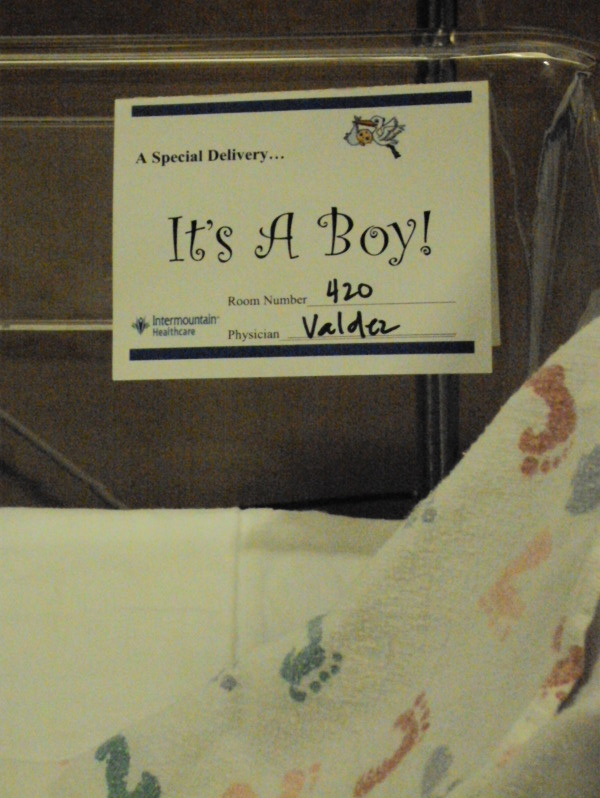 A Special Delivery...
It's A Boy!
Room Number 420
Intermountain Healthcare
Physician Valdez